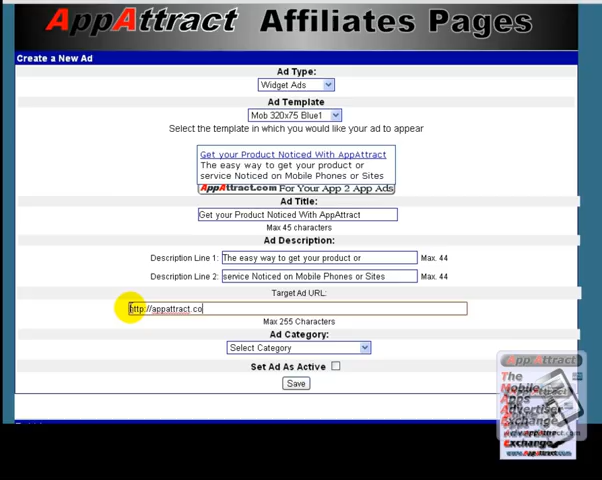 AppAttract Affiliates Pages
Create a New Ad
Ad Type:
Widget Ads
Ad Template
Mob 320x75 Blue1
Select the template in which you would like your ad to appear
Get your Product Noticed With AppAttract
The easy way to get your product or
service Noticed on Mobile Phones or Sites
AppAttract.com For Your App 2 App Ads
Ad Title:
Get your Product Noticed With AppAttract
Max 45 characters
Ad Description:
Description Line 1: The easy way to get your product or Max. 44
Description Line 2: service Noticed on Mobile Phones or Sites Max. 44
Target Ad URL:
http://appattract.co
Max 255 Characters
Ad Category:
Select Category
Set Ad As Active
Save
AppAttract
The
Mobile
Apps
Advertiser
Exchange
www.AppAttract.com